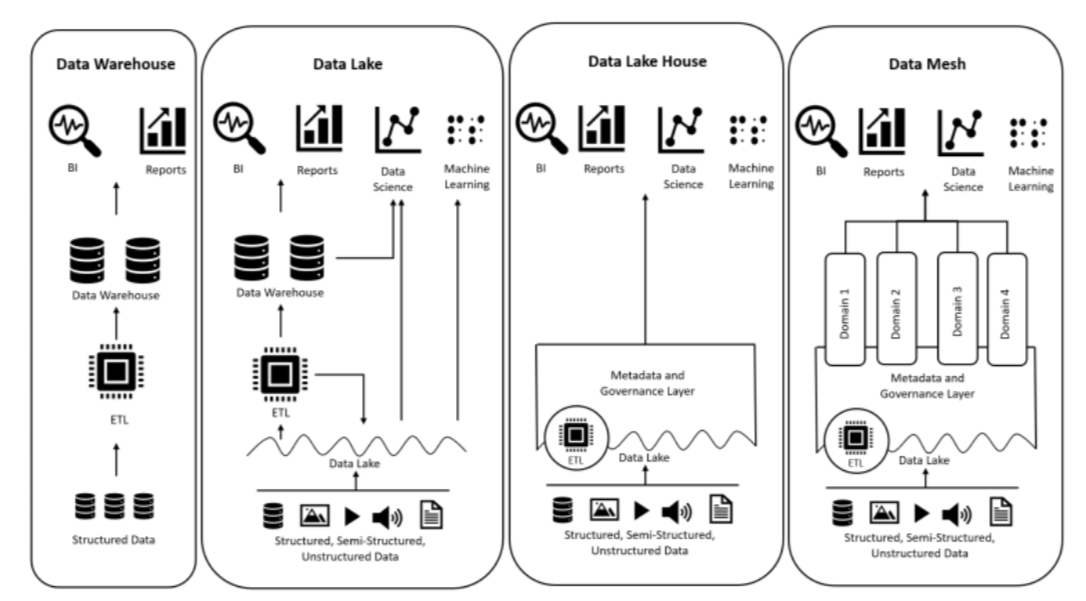 Data Warehouse
BI
Reports
Data Warehouse
ETL
Structured Data
Data Lake
BI
Reports
Data
Science
Machine
Learning
Data Warehouse
ETL
Data Lake
Structured, Semi-Structured,
Unstructured Data
Data Lake House
BI
Reports
Data
Science
Machine
Learning
Metadata and
Governance Layer
ETL
Data Lake
Structured, Semi-Structured,
Unstructured Data
Data Mesh
BI
Reports
Data
Science
Machine
Learning
Domain 1
Domain 2
Domain 3
Domain 4
Metadata and
Governance Layer
ETL
Data Lake
Structured, Semi-Structured,
Unstructured Data